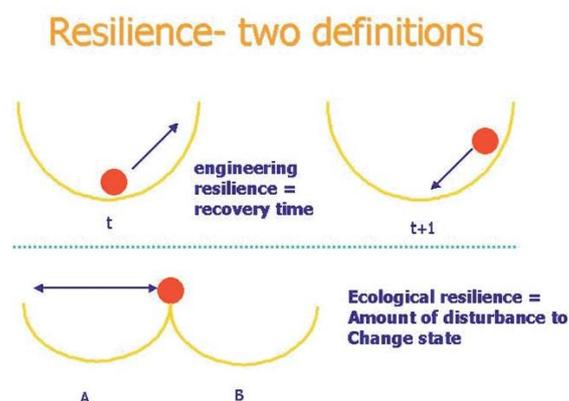 Resilience- two definitions
engineering
resilience =
recovery time
t
t+1
Ecological resilience =
Amount of disturbance to
Change state
A
B